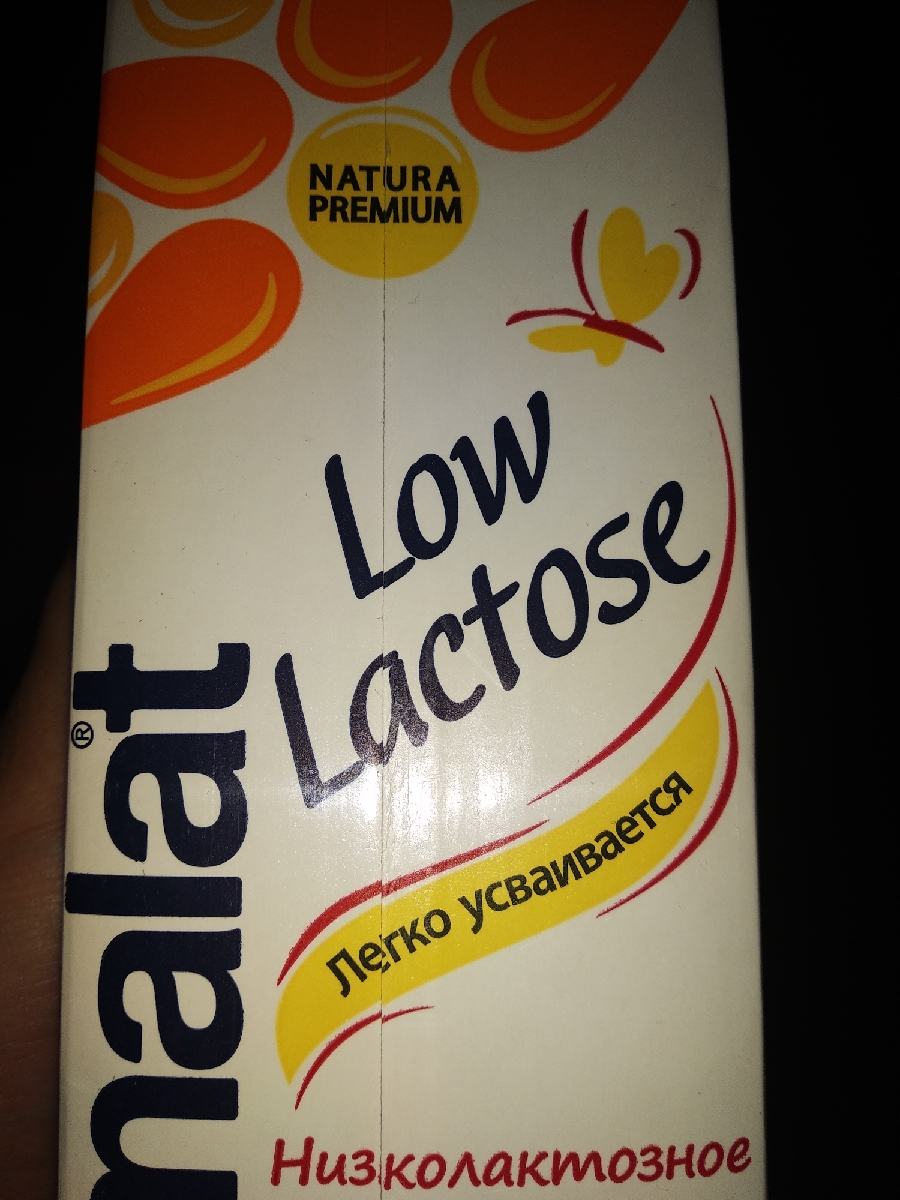 NATURA
PREMIUM
Low
Lactose
malat®
Легко усваивается
Низколактозное